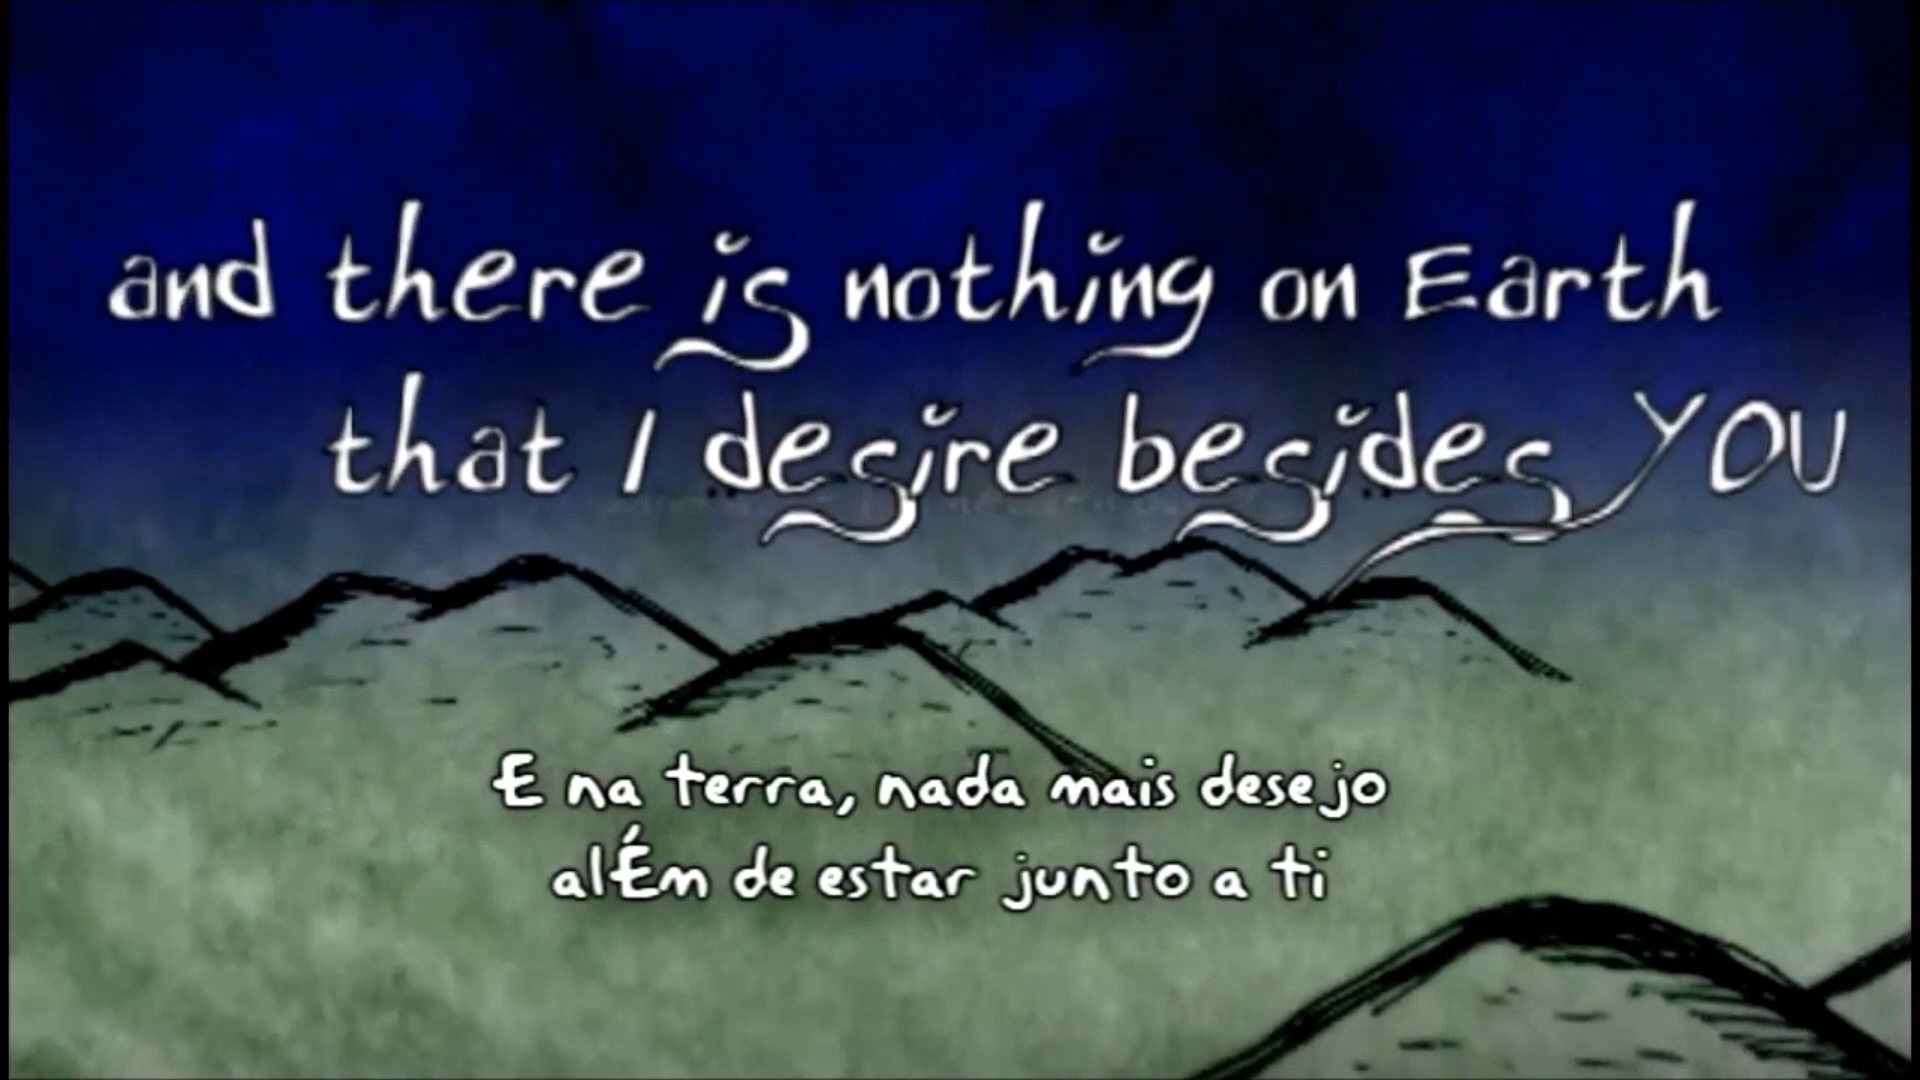 and there is nothing on Earth
that I desire besides YOU
E na terra, nada mais desejo
alÉm de estar junto a ti